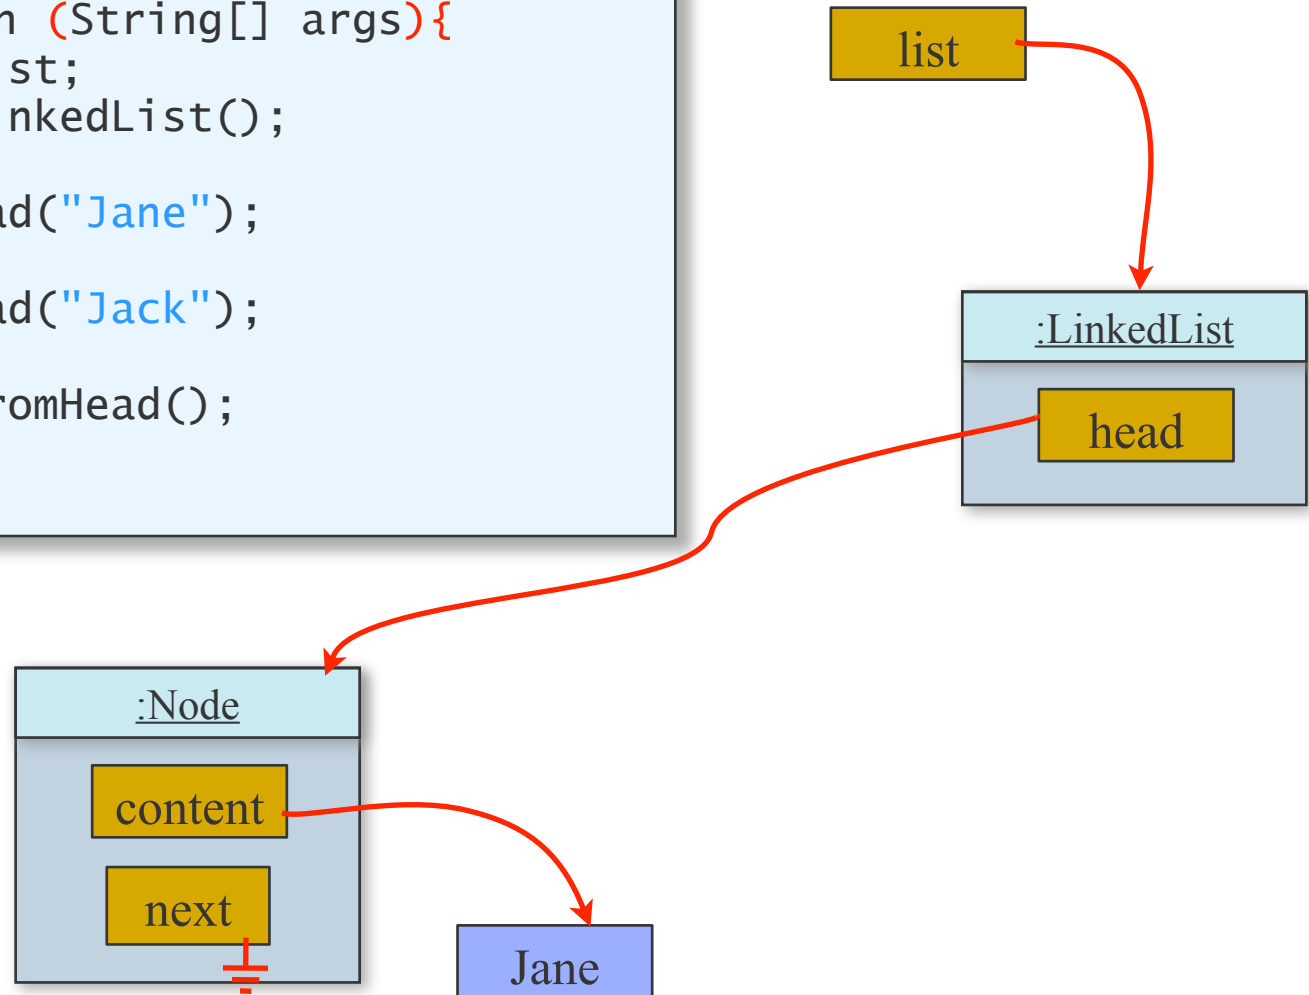 n (String[] args){
st;
nkedList();
ad("Jane");
ad("Jack");
romHead();
list
:LinkedList
head
:Node
content
next
Jane